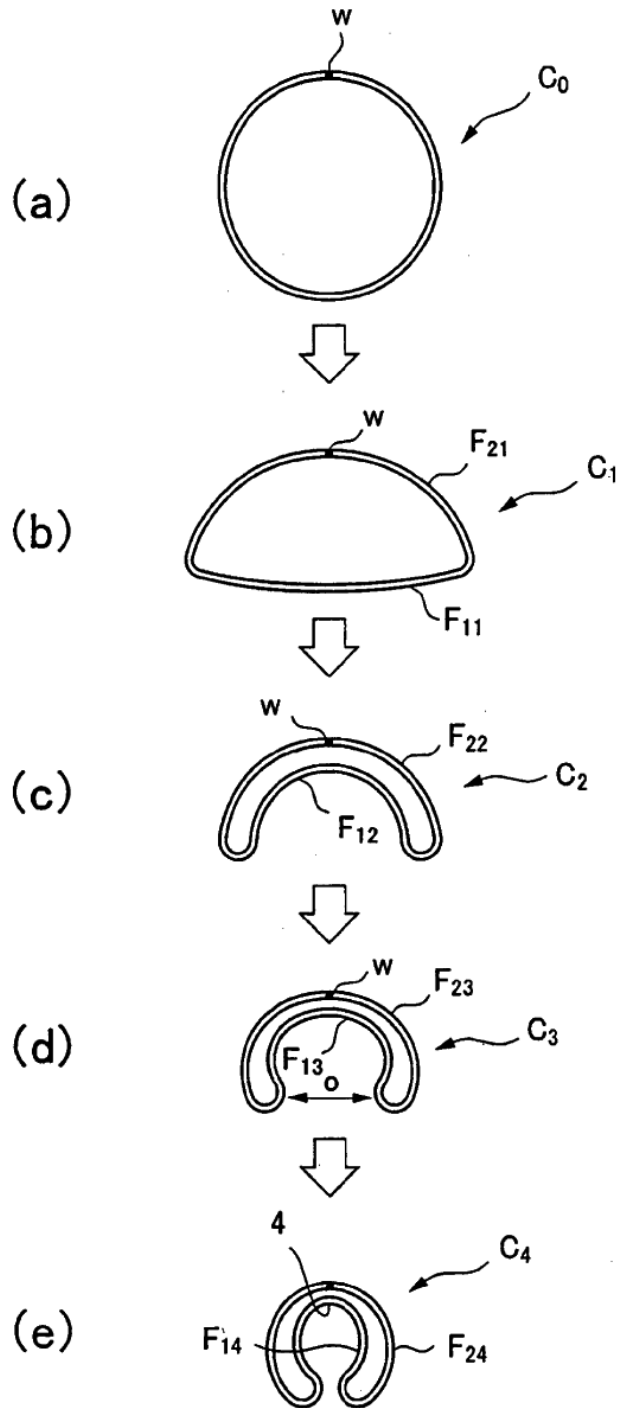 w
C₀
(a)
w
F₂₁
C₁
(b)
F₁₁
w
F₂₂
C₂
(c)
F₁₂
w
F₂₃
C₃
(d)
F₁₃
o
4
C₄
(e)
F₁₄
F₂₄